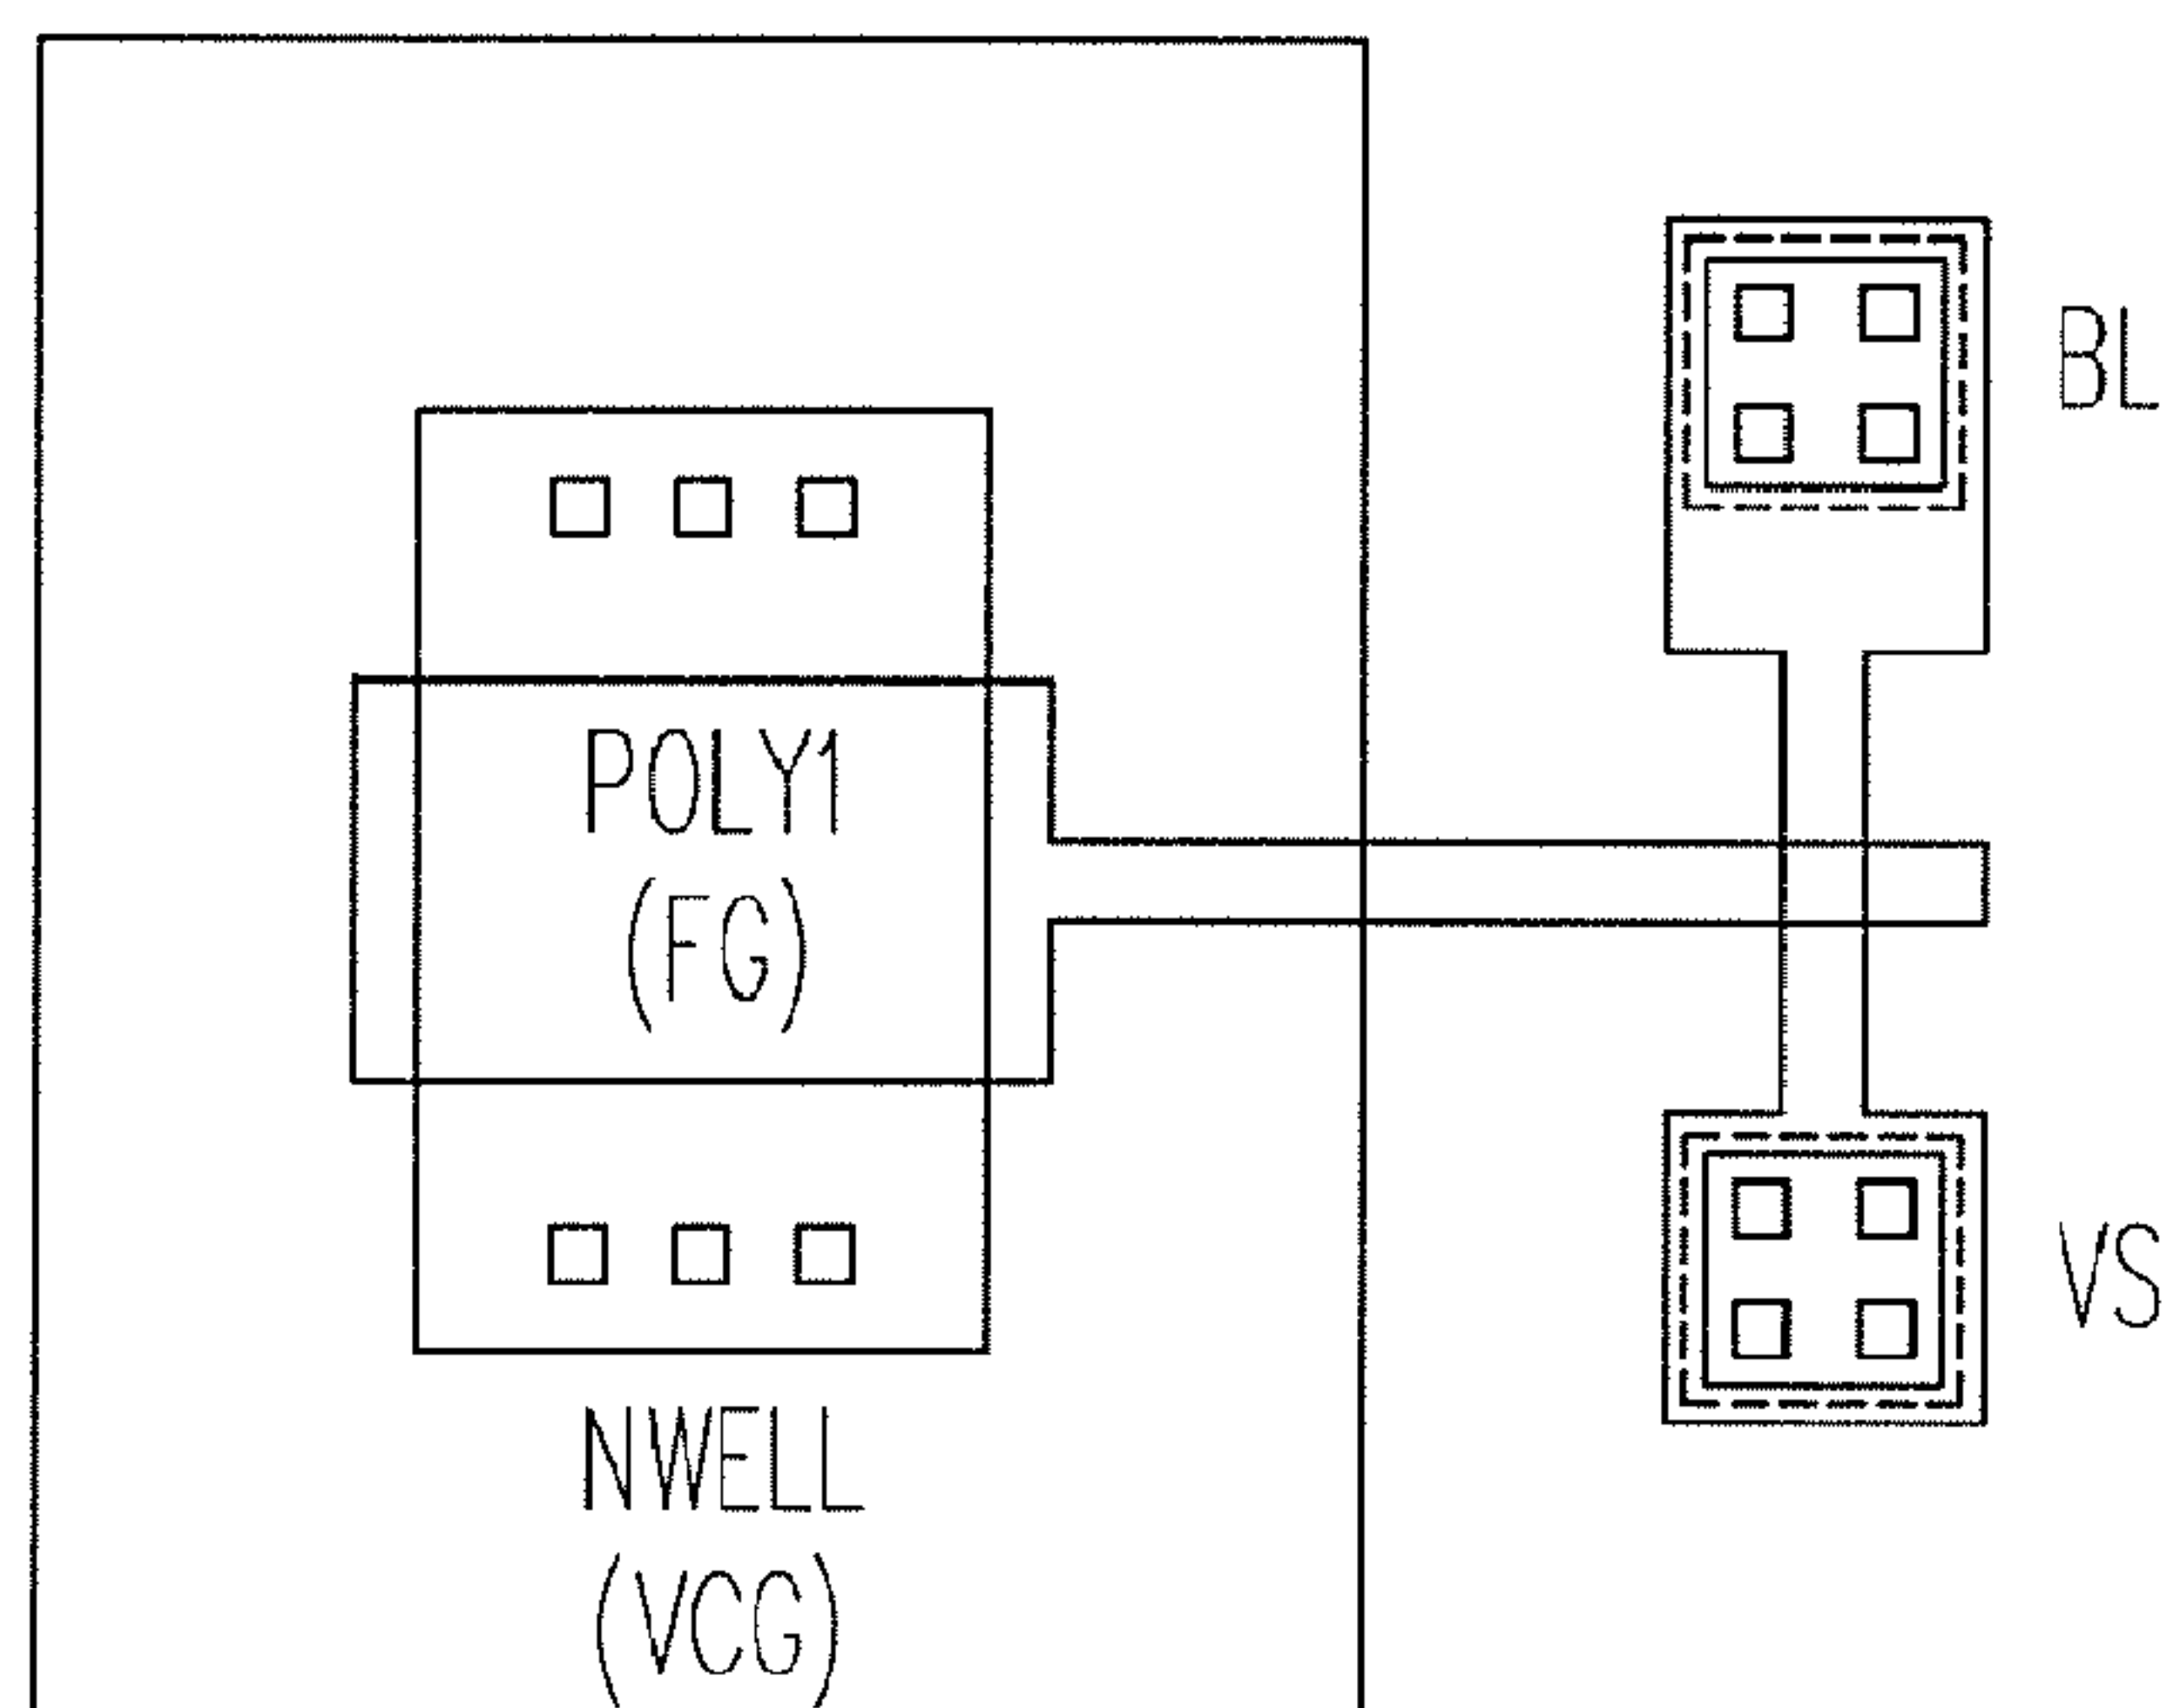 BL
POLY1
(FG)
VS
NWELL
(VCG)